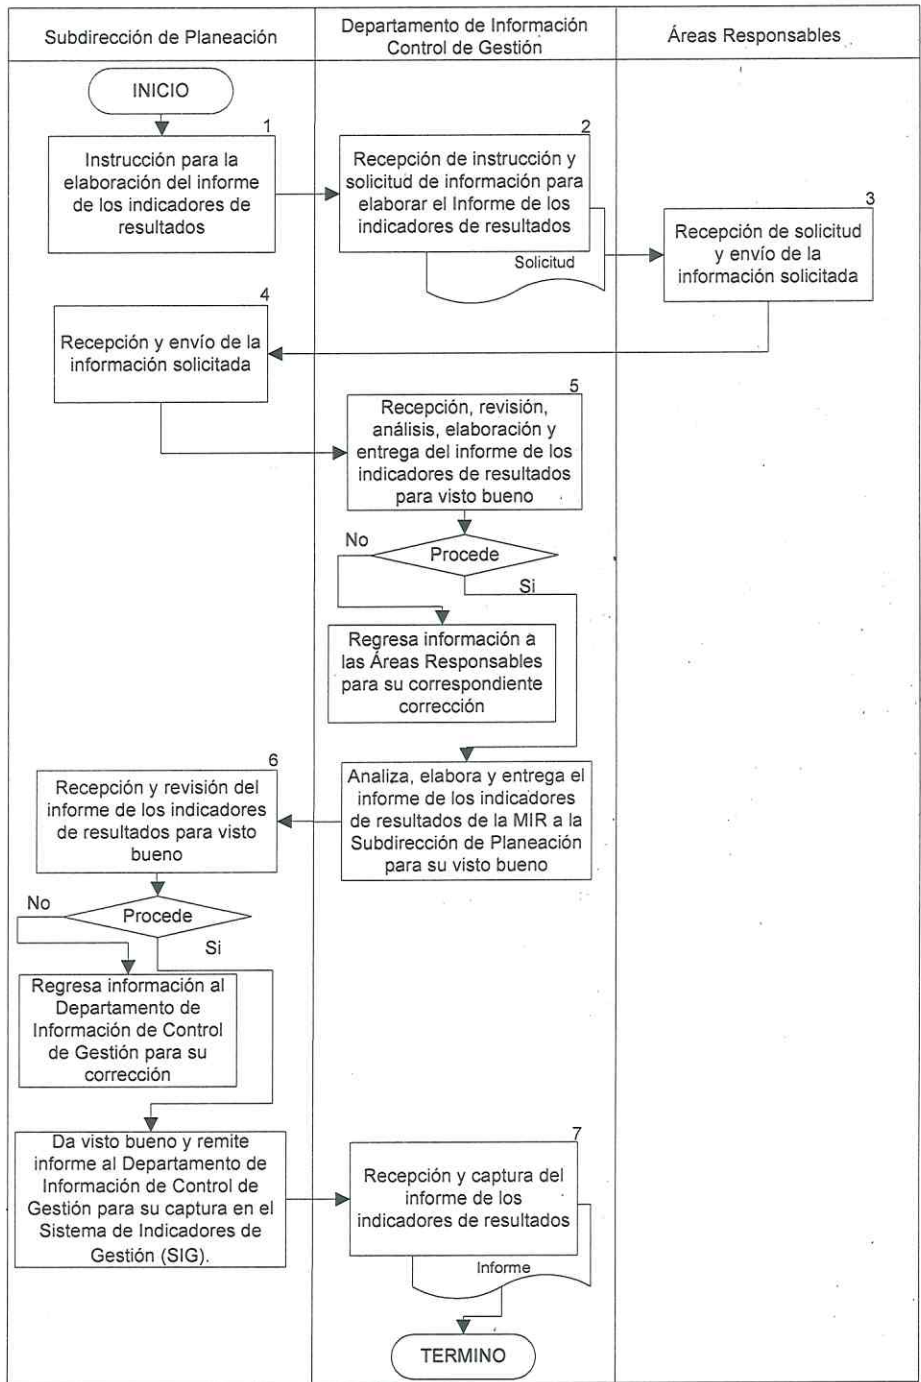 Subdirección de Planeación
Departamento de Información
Control de Gestión
Áreas Responsables
INICIO
1
Instrucción para la
elaboración del informe
de los indicadores de
resultados
2
Recepción de instrucción y
solicitud de información para
elaborar el Informe de los
indicadores de resultados
Solicitud
3
Recepción de solicitud
y envío de la
información solicitada
4
Recepción y envío de la
información solicitada
5
Recepción, revisión,
análisis, elaboración y
entrega del informe de los
indicadores de resultados
para visto bueno
No
Procede
Si
Regresa información a
las Áreas Responsables
para su correspondiente
corrección
Analiza, elabora y entrega el
informe de los indicadores
de resultados de la MIR a la
Subdirección de Planeación
para su visto bueno
6
Recepción y revisión del
informe de los indicadores
de resultados para visto
bueno
No
Procede
Si
Regresa información al
Departamento de
Información de Control
de Gestión para su
corrección
Da visto bueno y remite
informe al Departamento de
Información de Control de
Gestión para su captura en el
Sistema de Indicadores de
Gestión (SIG).
7
Recepción y captura del
informe de los
indicadores de resultados
Informe
TERMINO